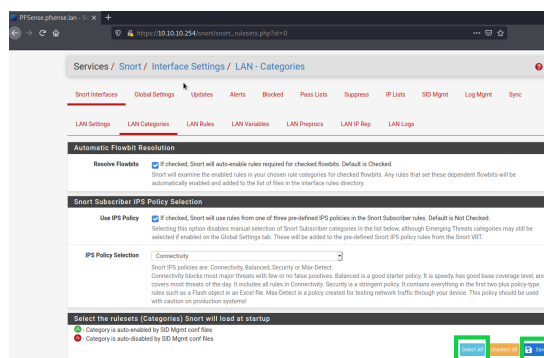 PFSense.pfsense.lan - S
https://10.10.10.254/snort/snort_rulesets.php?id=0
Services / Snort / Interface Settings / LAN - Categories
Snort Interfaces Global Settings Updates Alerts Blocked Pass Lists Suppress IP Lists SID Mgmt Log Mgmt Sync
LAN Settings LAN Categories LAN Rules LAN Variables LAN Preprocs LAN IP Rep LAN Logs
Automatic Flowbit Resolution
Resolve Flowbits If checked, Snort will auto-enable rules required for checked flowbits. Default is Checked.
Snort will examine the enabled rules in your chosen rule categories for checked flowbits. Any rules that set these dependent flowbits will be
automatically enabled and added to the list of files in the interface rules directory.
Snort Subscriber IPS Policy Selection
Use IPS Policy If checked, Snort will use rules from one of three pre-defined IPS policies in the Snort Subscriber rules. Default is Not Checked.
Selecting this option disables manual selection of Snort Subscriber categories in the list below, although Emerging Threats categories may still be
selected if enabled on the Global Settings tab. These will be added to the pre-defined Snort IPS policy rules from the Snort VRT.
IPS Policy Selection Connectivity
Snort IPS policies are: Connectivity, Balanced, Security or Max-Detect.
Connectivity blocks most major threats with few or no false positives. Balanced is a good starter policy. It is speedy, has good base coverage level, and
covers most threats of the day. It includes all rules in Connectivity. Security is a stringent policy. It contains everything in the first two plus policy-type
rules such as a Flash object in an Excel file. Max-Detect is a policy created for testing network traffic through your device. This policy should be used
with caution on production systems!
Select the rulesets (Categories) Snort will load at startup
- Category is auto-enabled by SID Mgmt conf files
- Category is auto-disabled by SID Mgmt conf files
Select All Unselect All Sav